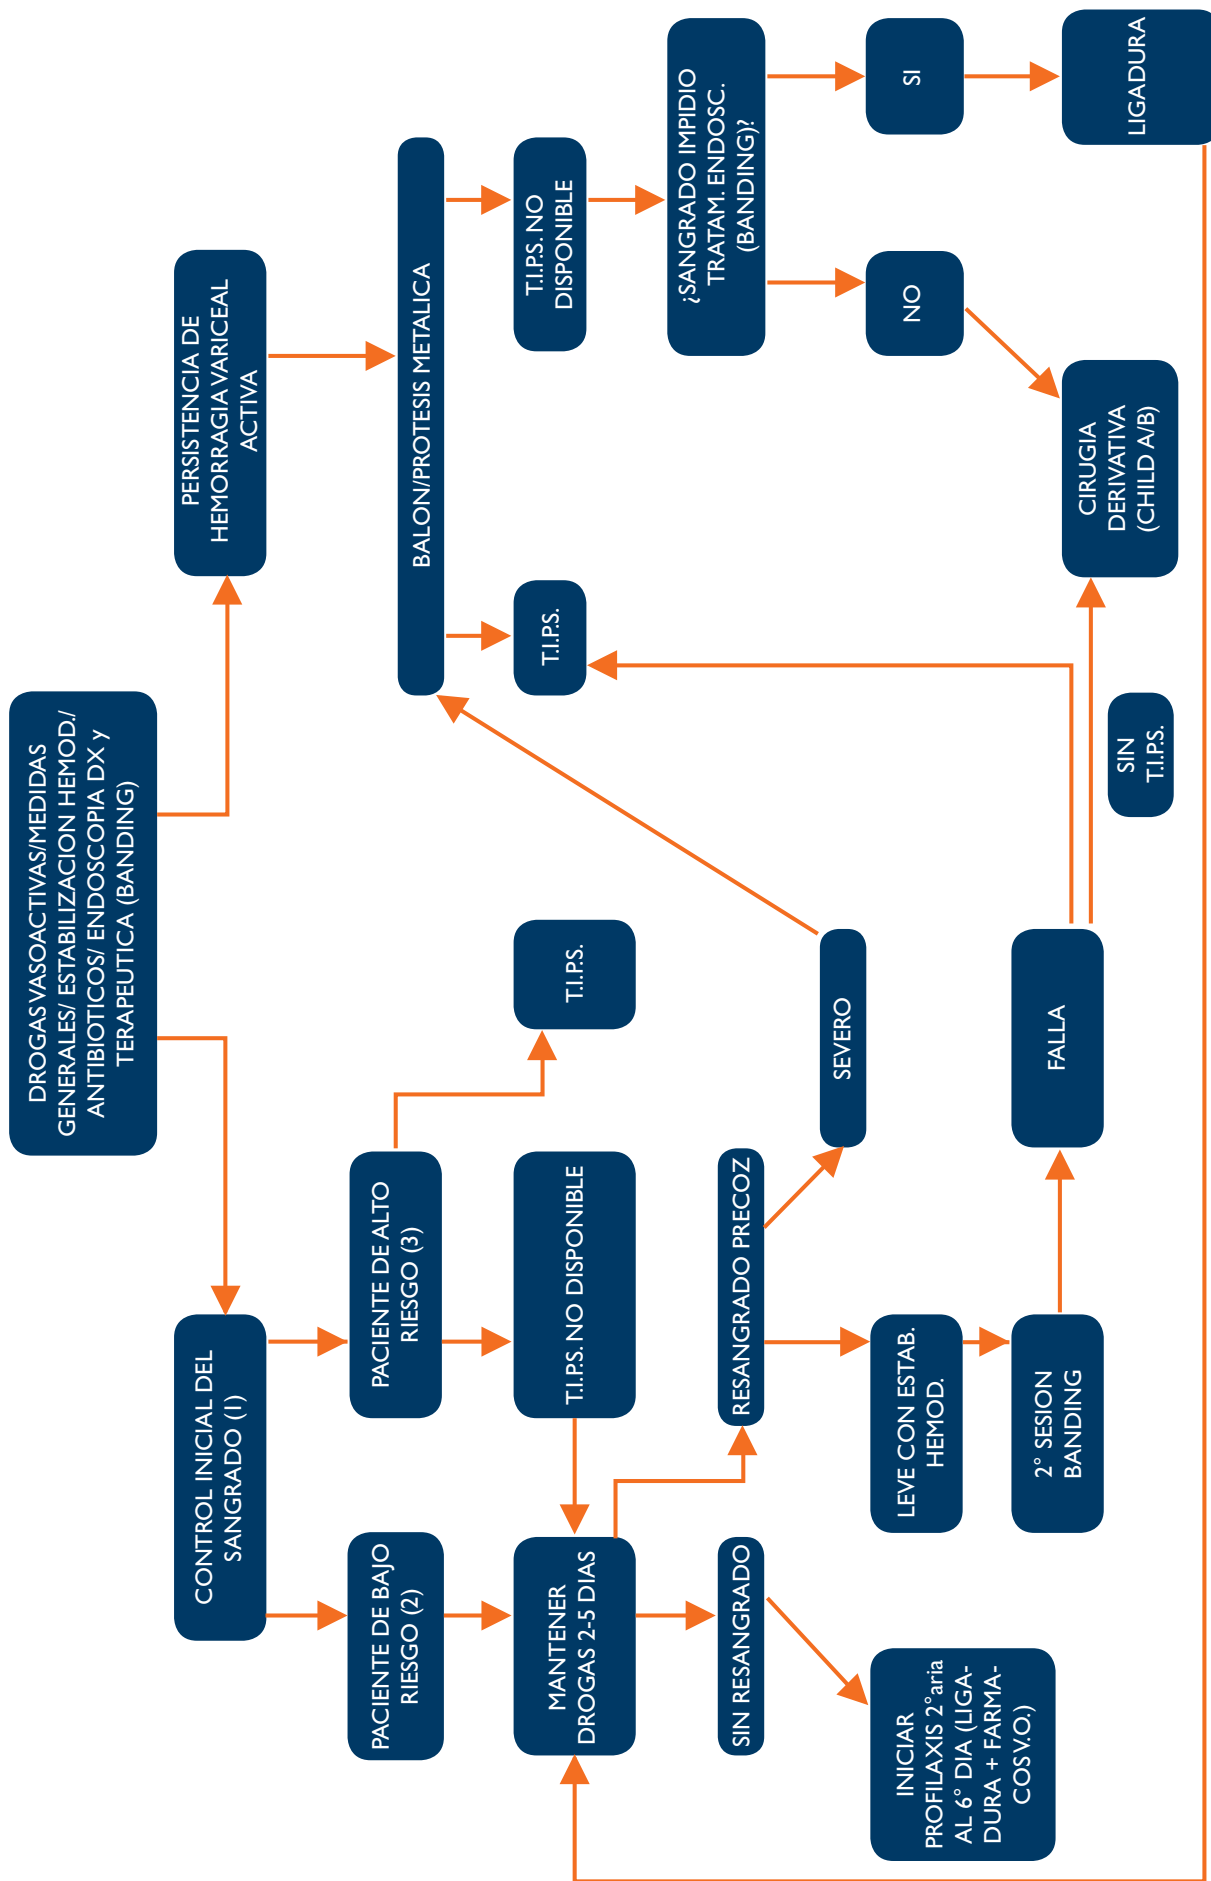 DROGAS VASOACTIVAS/MEDIDAS
GENERALES/ ESTABILIZACION HEMOD./
ANTIBIOTICOS/ ENDOSCOPIA DX y
TERAPEUTICA (BANDING)
CONTROL INICIAL DEL
SANGRADO (1)
PERSISTENCIA DE
HEMORRAGIA VARICEAL
ACTIVA
PACIENTE DE BAJO
RIESGO (2)
PACIENTE DE ALTO
RIESGO (3)
BALON/PROTESIS METALICA
MANTENER
DROGAS 2-5 DIAS
T.I.P.S. NO DISPONIBLE
T.I.P.S.
T.I.P.S.
T.I.P.S. NO
DISPONIBLE
SIN RESANGRADO
RESANGRADO PRECOZ
¿SANGRADO IMPIDIO
TRATAM. ENDOSC.
(BANDING)?
INICIAR
PROFILAXIS 2°aria
AL 6° DIA (LIGA-
DURA + FARMA-
COS V.O.)
LEVE CON ESTAB.
HEMOD.
SEVERO
NO
SI
2° SESION
BANDING
FALLA
SIN
T.I.P.S.
CIRUGIA
DERIVATIVA
(CHILD A/B)
LIGADURA